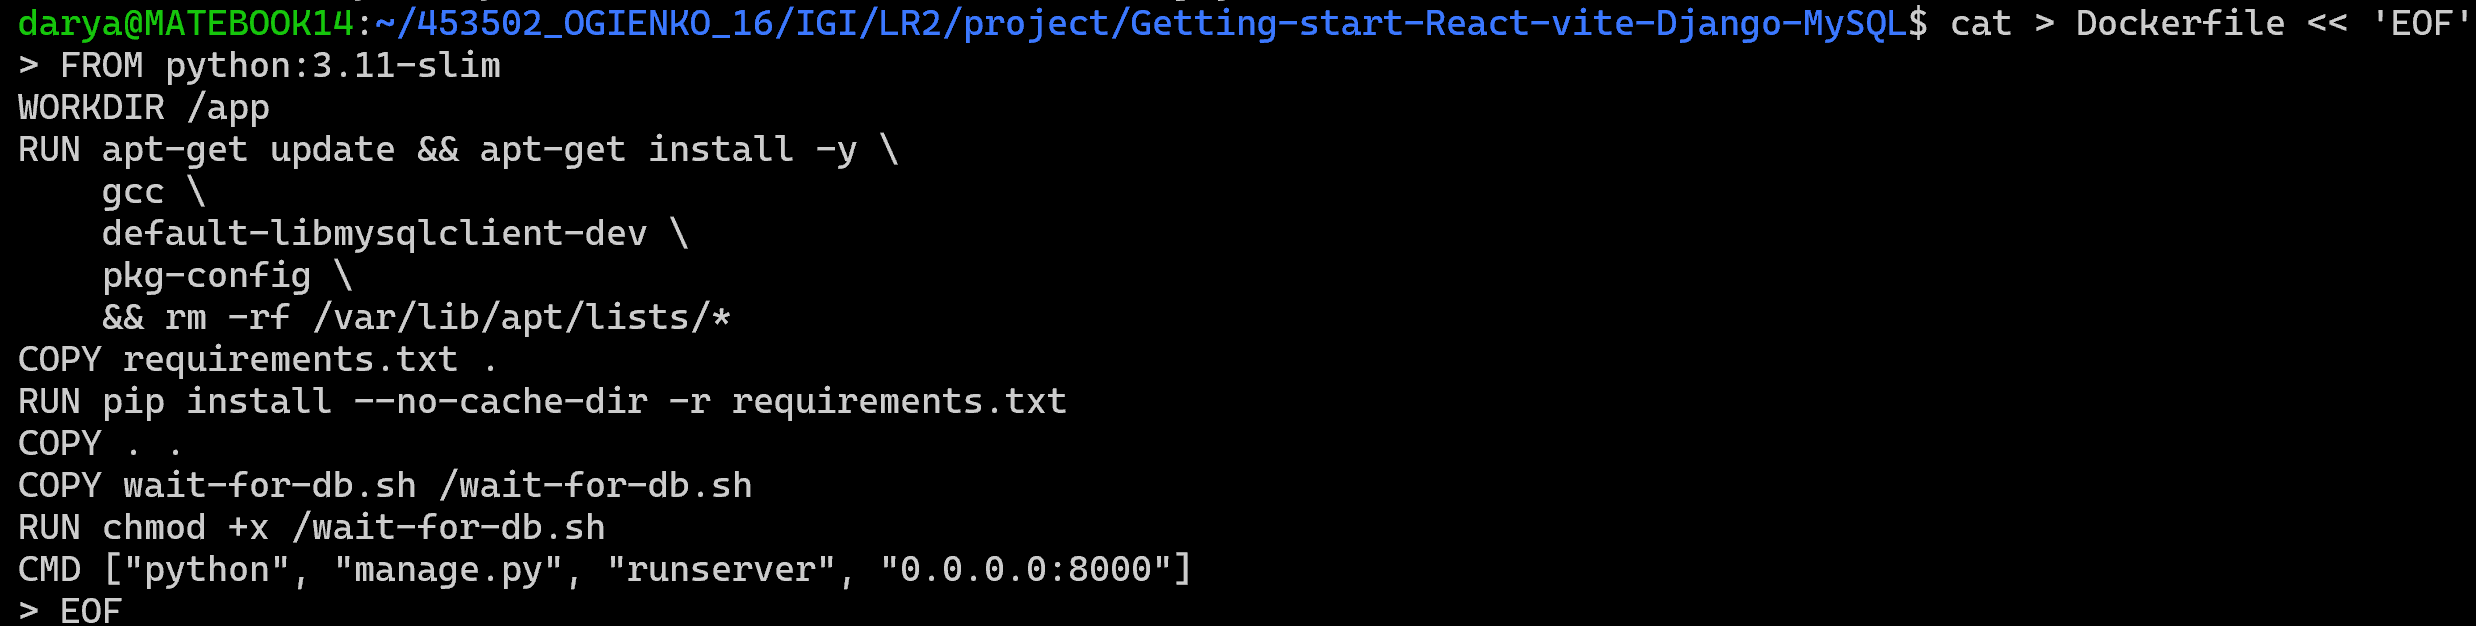 darya@MATEBOOK14:~/453502_OGIENKO_16/IGI/LR2/project/Getting-start-React-vite-Django-MySQL$ cat > Dockerfile << 'EOF'
> FROM python:3.11-slim
WORKDIR /app
RUN apt-get update && apt-get install -y \
    gcc \
    default-libmysqlclient-dev \
    pkg-config \
    && rm -rf /var/lib/apt/lists/*
COPY requirements.txt .
RUN pip install --no-cache-dir -r requirements.txt
COPY . .
COPY wait-for-db.sh /wait-for-db.sh
RUN chmod +x /wait-for-db.sh
CMD ["python", "manage.py", "runserver", "0.0.0.0:8000"]
> EOF